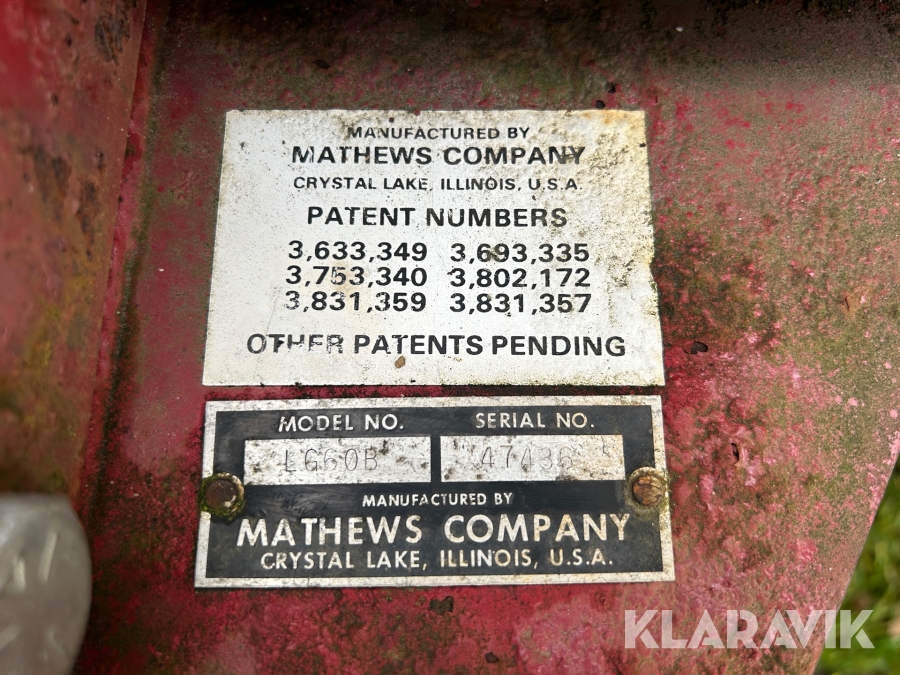 MANUFACTURED BY
MATHEWS COMPANY
CRYSTAL LAKE, ILLINOIS, U.S.A.
PATENT NUMBERS
3,633,349 3,693,335
3,753,340 3,802,172
3,831,359 3,831,357
OTHER PATENTS PENDING
MODEL NO. SERIAL NO.
LG60B 47436
MANUFACTURED BY
MATHEWS COMPANY
CRYSTAL LAKE, ILLINOIS, U.S.A.
KLARAVIK